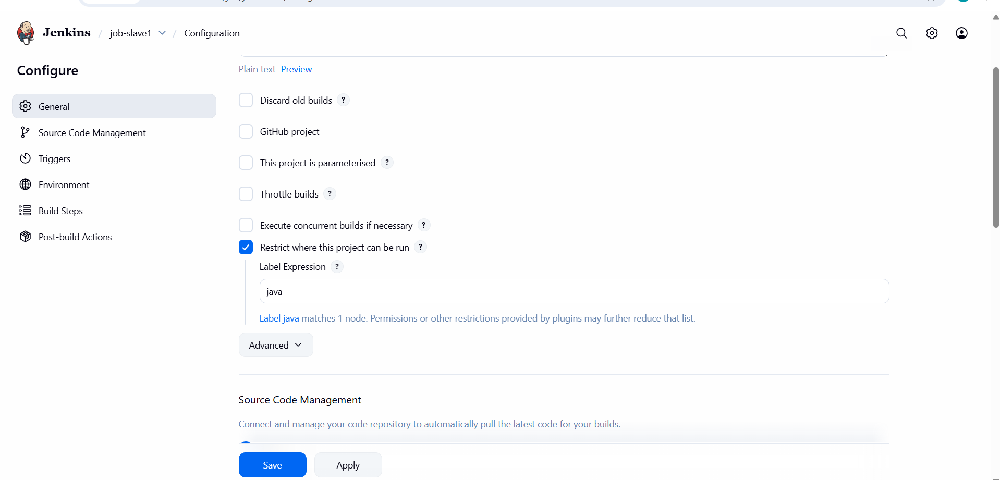 Jenkins / job-slave1 / Configuration
Configure
General
Source Code Management
Triggers
Environment
Build Steps
Post-build Actions
Plain text Preview
Discard old builds ?
GitHub project
This project is parameterised ?
Throttle builds ?
Execute concurrent builds if necessary ?
Restrict where this project can be run ?
Label Expression ?
java
Label java matches 1 node. Permissions or other restrictions provided by plugins may further reduce that list.
Advanced
Source Code Management
Connect and manage your code repository to automatically pull the latest code for your builds.
Save Apply